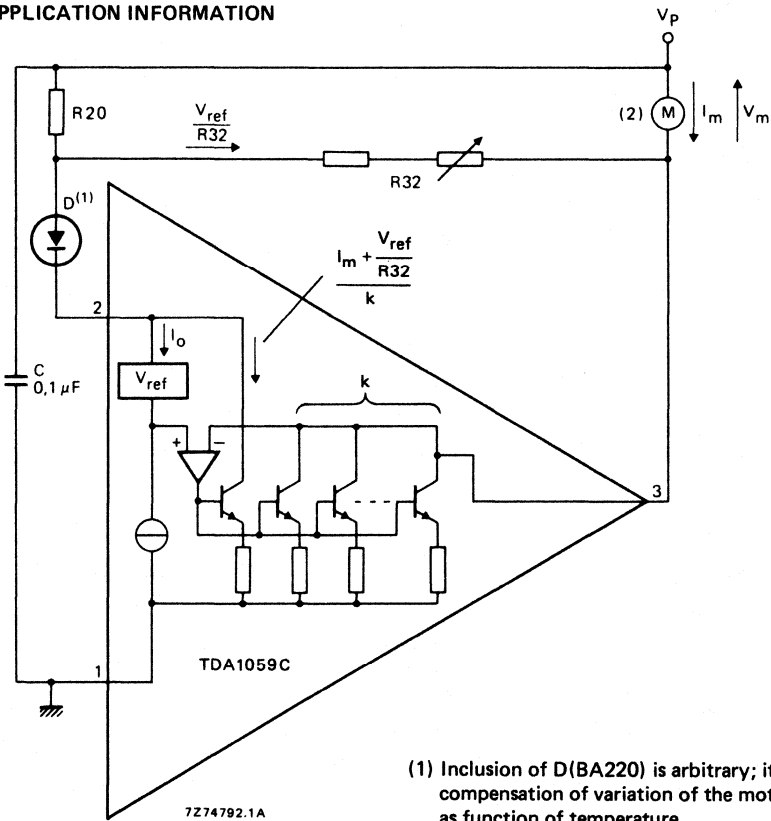 PPLICATION INFORMATION
V_P
R20
V_ref
R32
(2) M I_m V_m
R32
D(1)
I_m + V_ref
R32
k
2
I_o
C
0,1 µF
V_ref
k
+ −
3
1
TDA1059C
(1) Inclusion of D(BA220) is arbitrary; it
compensation of variation of the mot
as function of temperature
7Z74792.1A